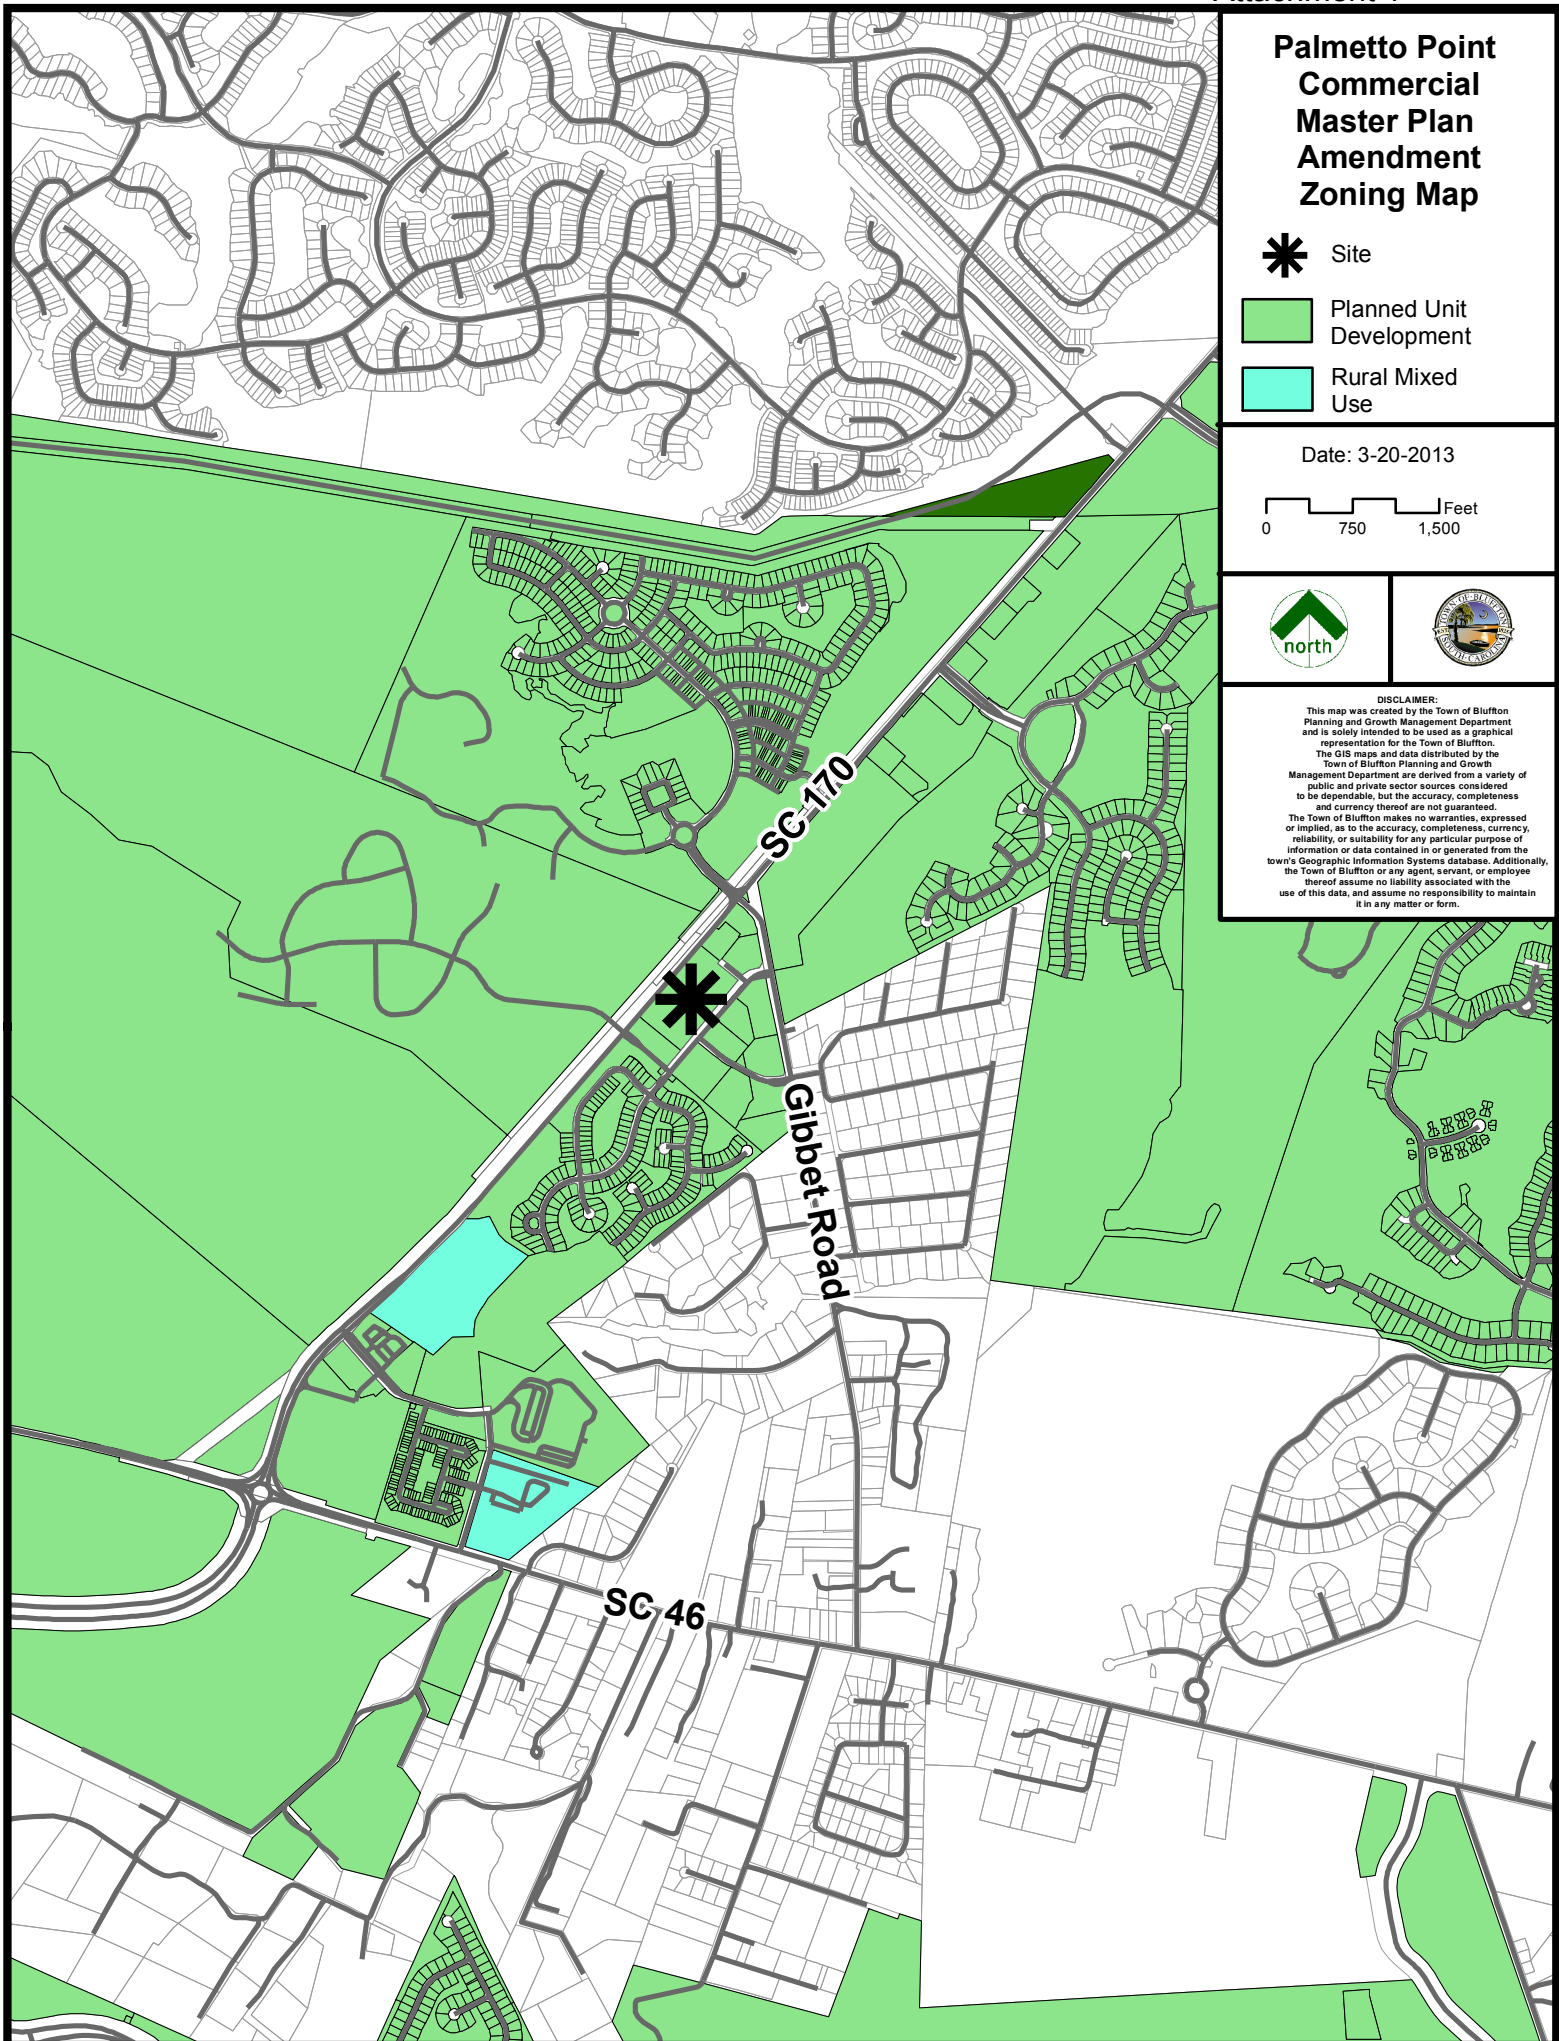 Palmetto Point
Commercial
Master Plan
Amendment
Zoning Map
Site
Planned Unit
Development
Rural Mixed
Use
Date: 3-20-2013
Feet
0 750 1,500
north
TOWN OF BLUFFTON
SOUTH CAROLINA
DISCLAIMER:
This map was created by the Town of Bluffton
Planning and Growth Management Department
and is solely intended to be used as a graphical
representation for the Town of Bluffton.
The GIS maps and data distributed by the
Town of Bluffton Planning and Growth
Management Department are derived from a variety of
public and private sector sources considered
to be dependable, but the accuracy, completeness
and currency thereof are not guaranteed.
The Town of Bluffton makes no warranties, expressed
or implied, as to the accuracy, completeness, currency,
reliability, or suitability for any particular purpose of
information or data contained in or generated from the
town's Geographic Information Systems database. Additionally,
the Town of Bluffton or any agent, servant, or employee
thereof assume no liability associated with the
use of this data, and assume no responsibility to maintain
it in any matter or form.
SC 170
Gibbet Road
SC 46